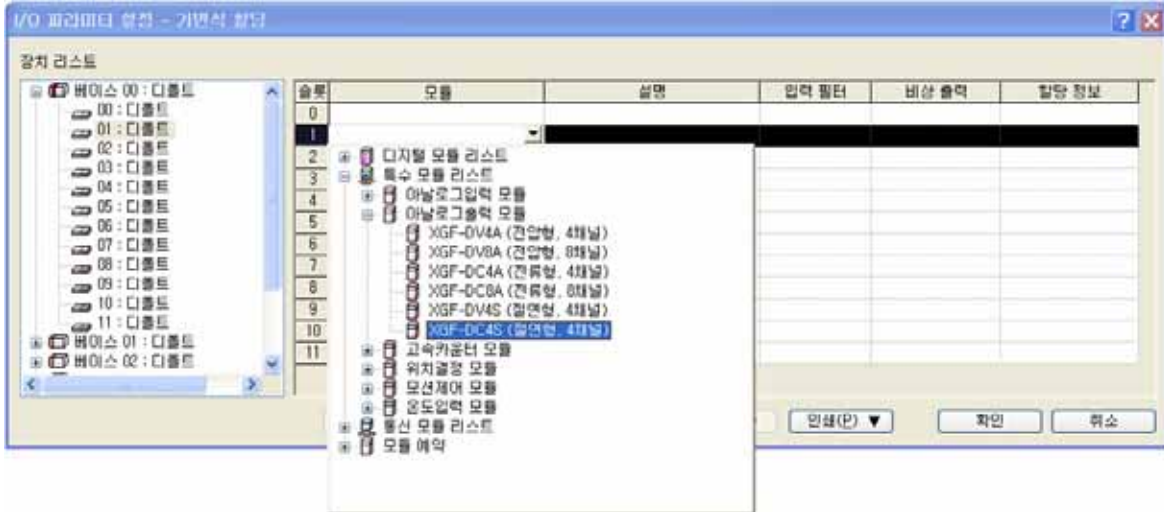 I/O 파라미터 설정 - 가변식 할당
장치 리스트
베이스 00 : 디폴트
00 : 디폴트
01 : 디폴트
02 : 디폴트
03 : 디폴트
04 : 디폴트
05 : 디폴트
06 : 디폴트
07 : 디폴트
08 : 디폴트
09 : 디폴트
10 : 디폴트
11 : 디폴트
베이스 01 : 디폴트
베이스 02 : 디폴트
슬롯 모듈 설명 입력 필터 비상 출력 할당 정보
0
1
2
3
4
5
6
7
8
9
10
11
디지털 모듈 리스트
특수 모듈 리스트
아날로그입력 모듈
아날로그출력 모듈
XGF-DV4A (전압형, 4채널)
XGF-DV8A (전압형, 8채널)
XGF-DC4A (전류형, 4채널)
XGF-DC8A (전류형, 8채널)
XGF-DV4S (절연형, 4채널)
XGF-DC4S (절연형, 4채널)
고속카운터 모듈
위치결정 모듈
모션제어 모듈
온도입력 모듈
통신 모듈 리스트
모듈 예약
인쇄(P) ▼ 확인 취소